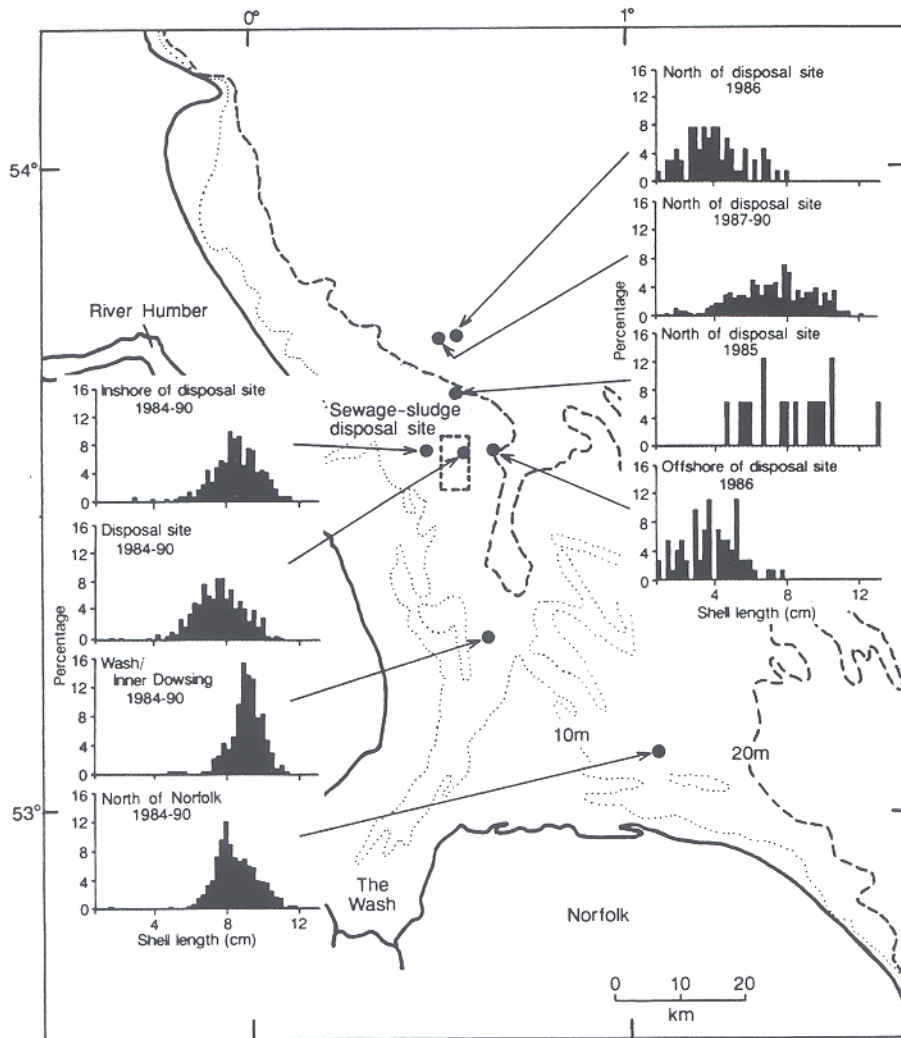 0°
1°
54°
53°
River Humber
Sewage-sludge
disposal site
10m
20m
The
Wash
Norfolk
0 10 20
km
Inshore of disposal site
1984-90
16
12
8
4
0
Disposal site
1984-90
16
12
8
4
0
Percentage
Wash/
Inner Dowsing
1984-90
16
12
8
4
0
North of Norfolk
1984-90
16
12
8
4
0
4 8 12
Shell length (cm)
North of disposal site
1986
16
12
8
4
0
North of disposal site
1987-90
16
12
8
4
0
Percentage
North of disposal site
1985
16
12
8
4
0
Offshore of disposal site
1986
16
12
8
4
0
4 8 12
Shell length (cm)